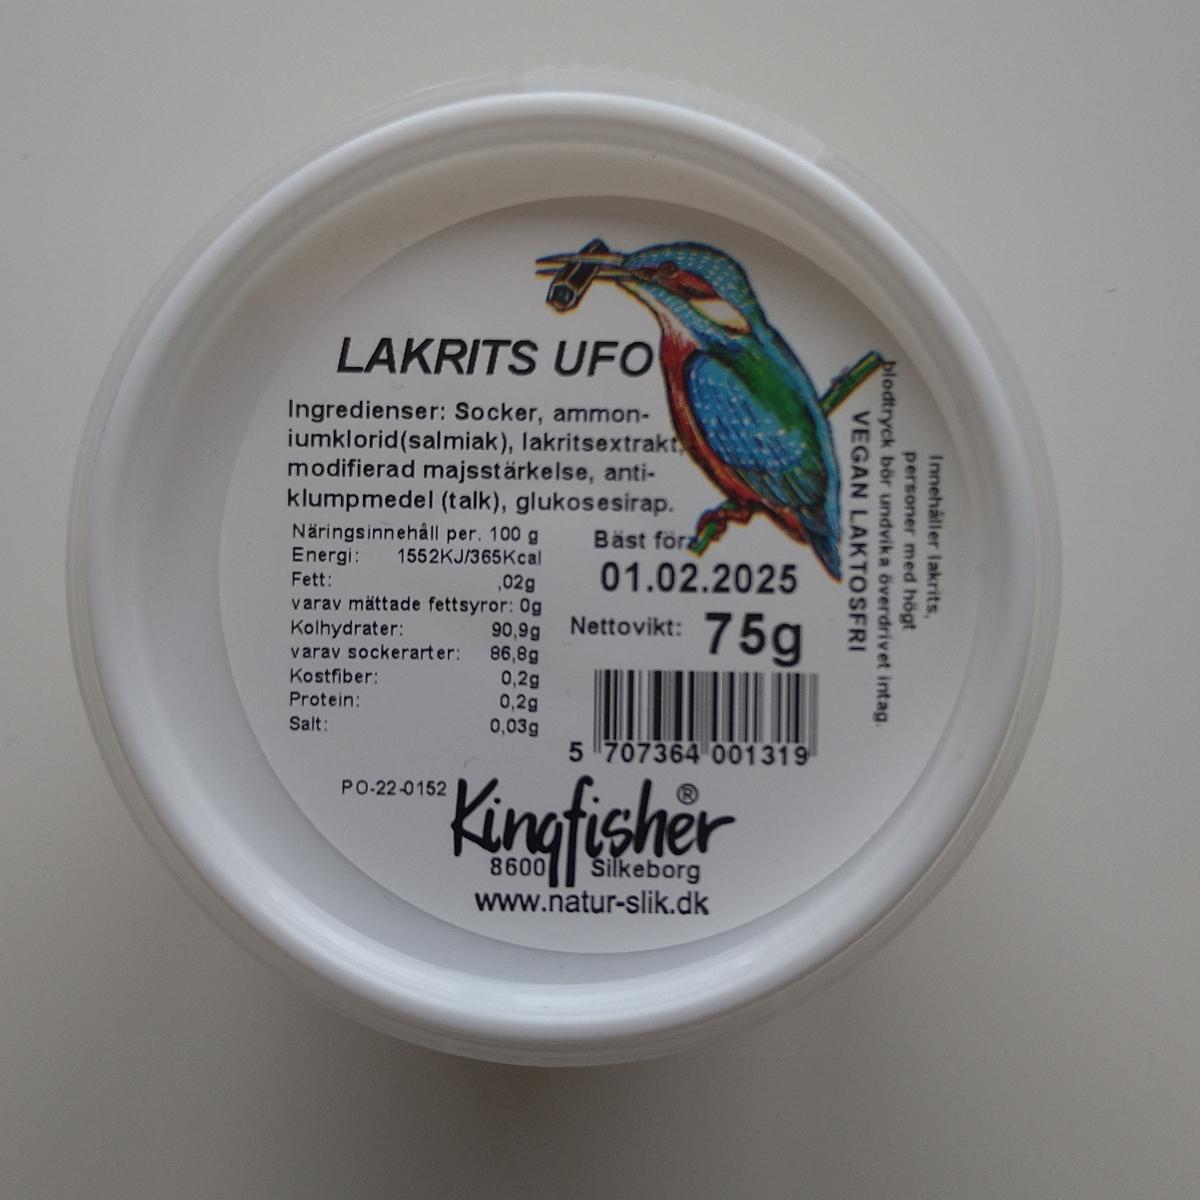 LAKRITS UFO
Ingredienser: Socker, ammon-
iumklorid(salmiak), lakritsextrakt,
modifierad majsstärkelse, anti-
klumpmedel (talk), glukosesirap.
Näringsinnehåll per. 100 g
Energi: 1552KJ/365Kcal
Fett: ,02g
varav mättade fettsyror: 0g
Kolhydrater: 90,9g
varav sockerarter: 86,8g
Kostfiber: 0,2g
Protein: 0,2g
Salt: 0,03g
Bäst för:
01.02.2025
Nettovikt: 75g
5 707364 001319
Innehåller lakrits,
personer med högt
blodtryck bör undvika överdrivet intag.
VEGAN LAKTOSFRI
PO-22-0152
Kingfisher®
8600 Silkeborg
www.natur-slik.dk